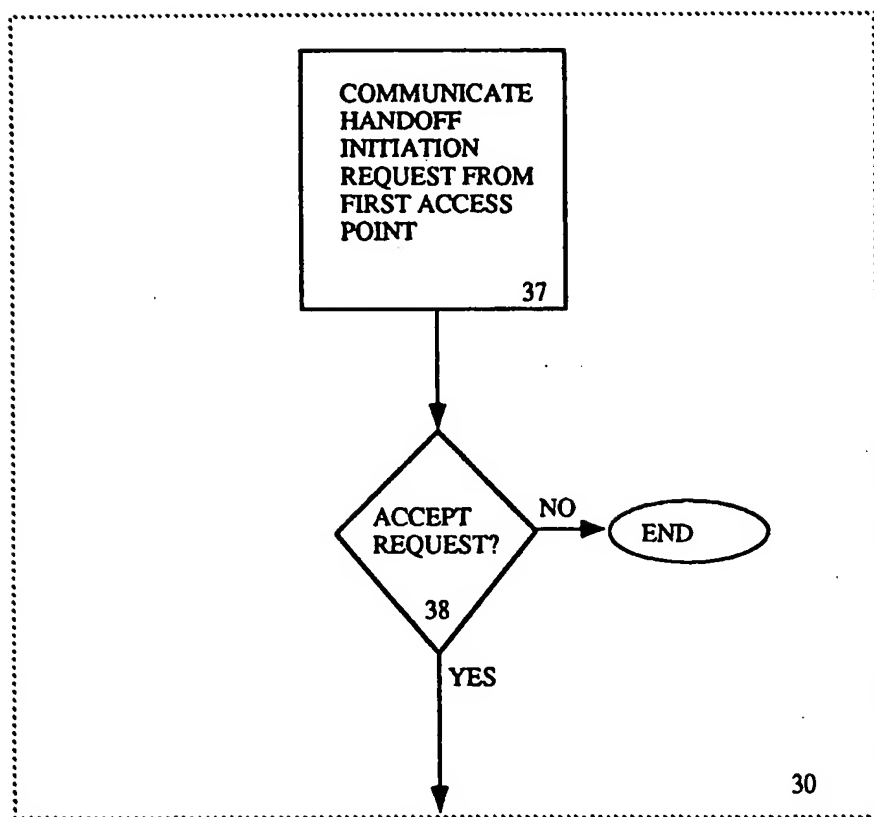 COMMUNICATE
HANDOFF
INITIATION
REQUEST FROM
FIRST ACCESS
POINT
37
ACCEPT
REQUEST?
38
NO
END
YES
30